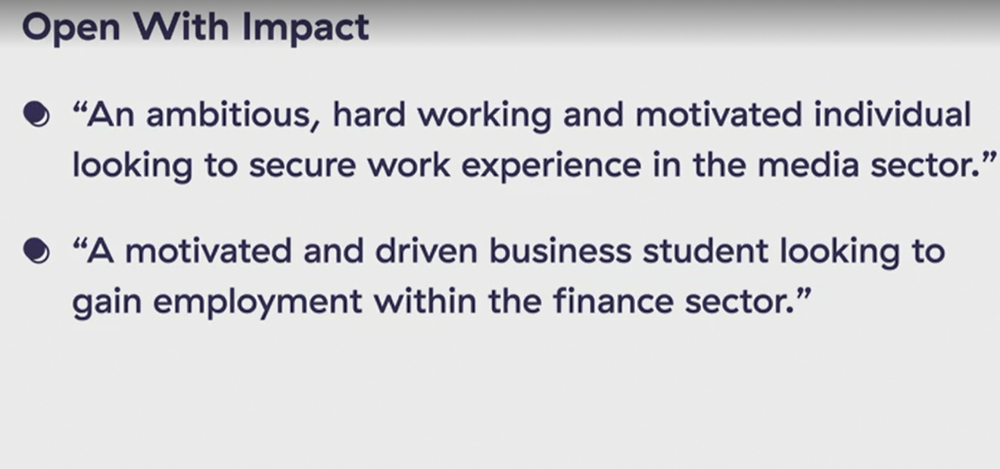 Open With Impact
“An ambitious, hard working and motivated individual
looking to secure work experience in the media sector.”
“A motivated and driven business student looking to
gain employment within the finance sector.”